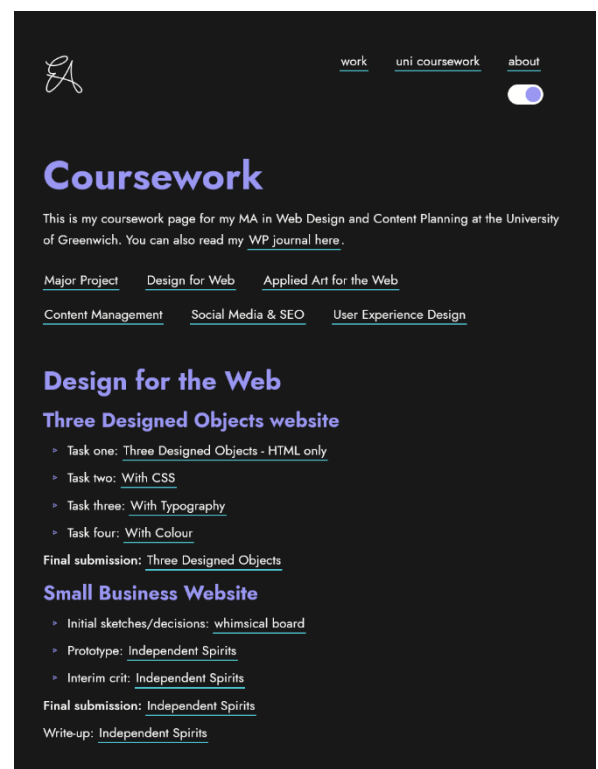 EA
work uni coursework about
Coursework
This is my coursework page for my MA in Web Design and Content Planning at the University
of Greenwich. You can also read my WP journal here.
Major Project Design for Web Applied Art for the Web
Content Management Social Media & SEO User Experience Design
Design for the Web
Three Designed Objects website
Task one: Three Designed Objects - HTML only
Task two: With CSS
Task three: With Typography
Task four: With Colour
Final submission: Three Designed Objects
Small Business Website
Initial sketches/decisions: whimsical board
Prototype: Independent Spirits
Interim crit: Independent Spirits
Final submission: Independent Spirits
Write-up: Independent Spirits